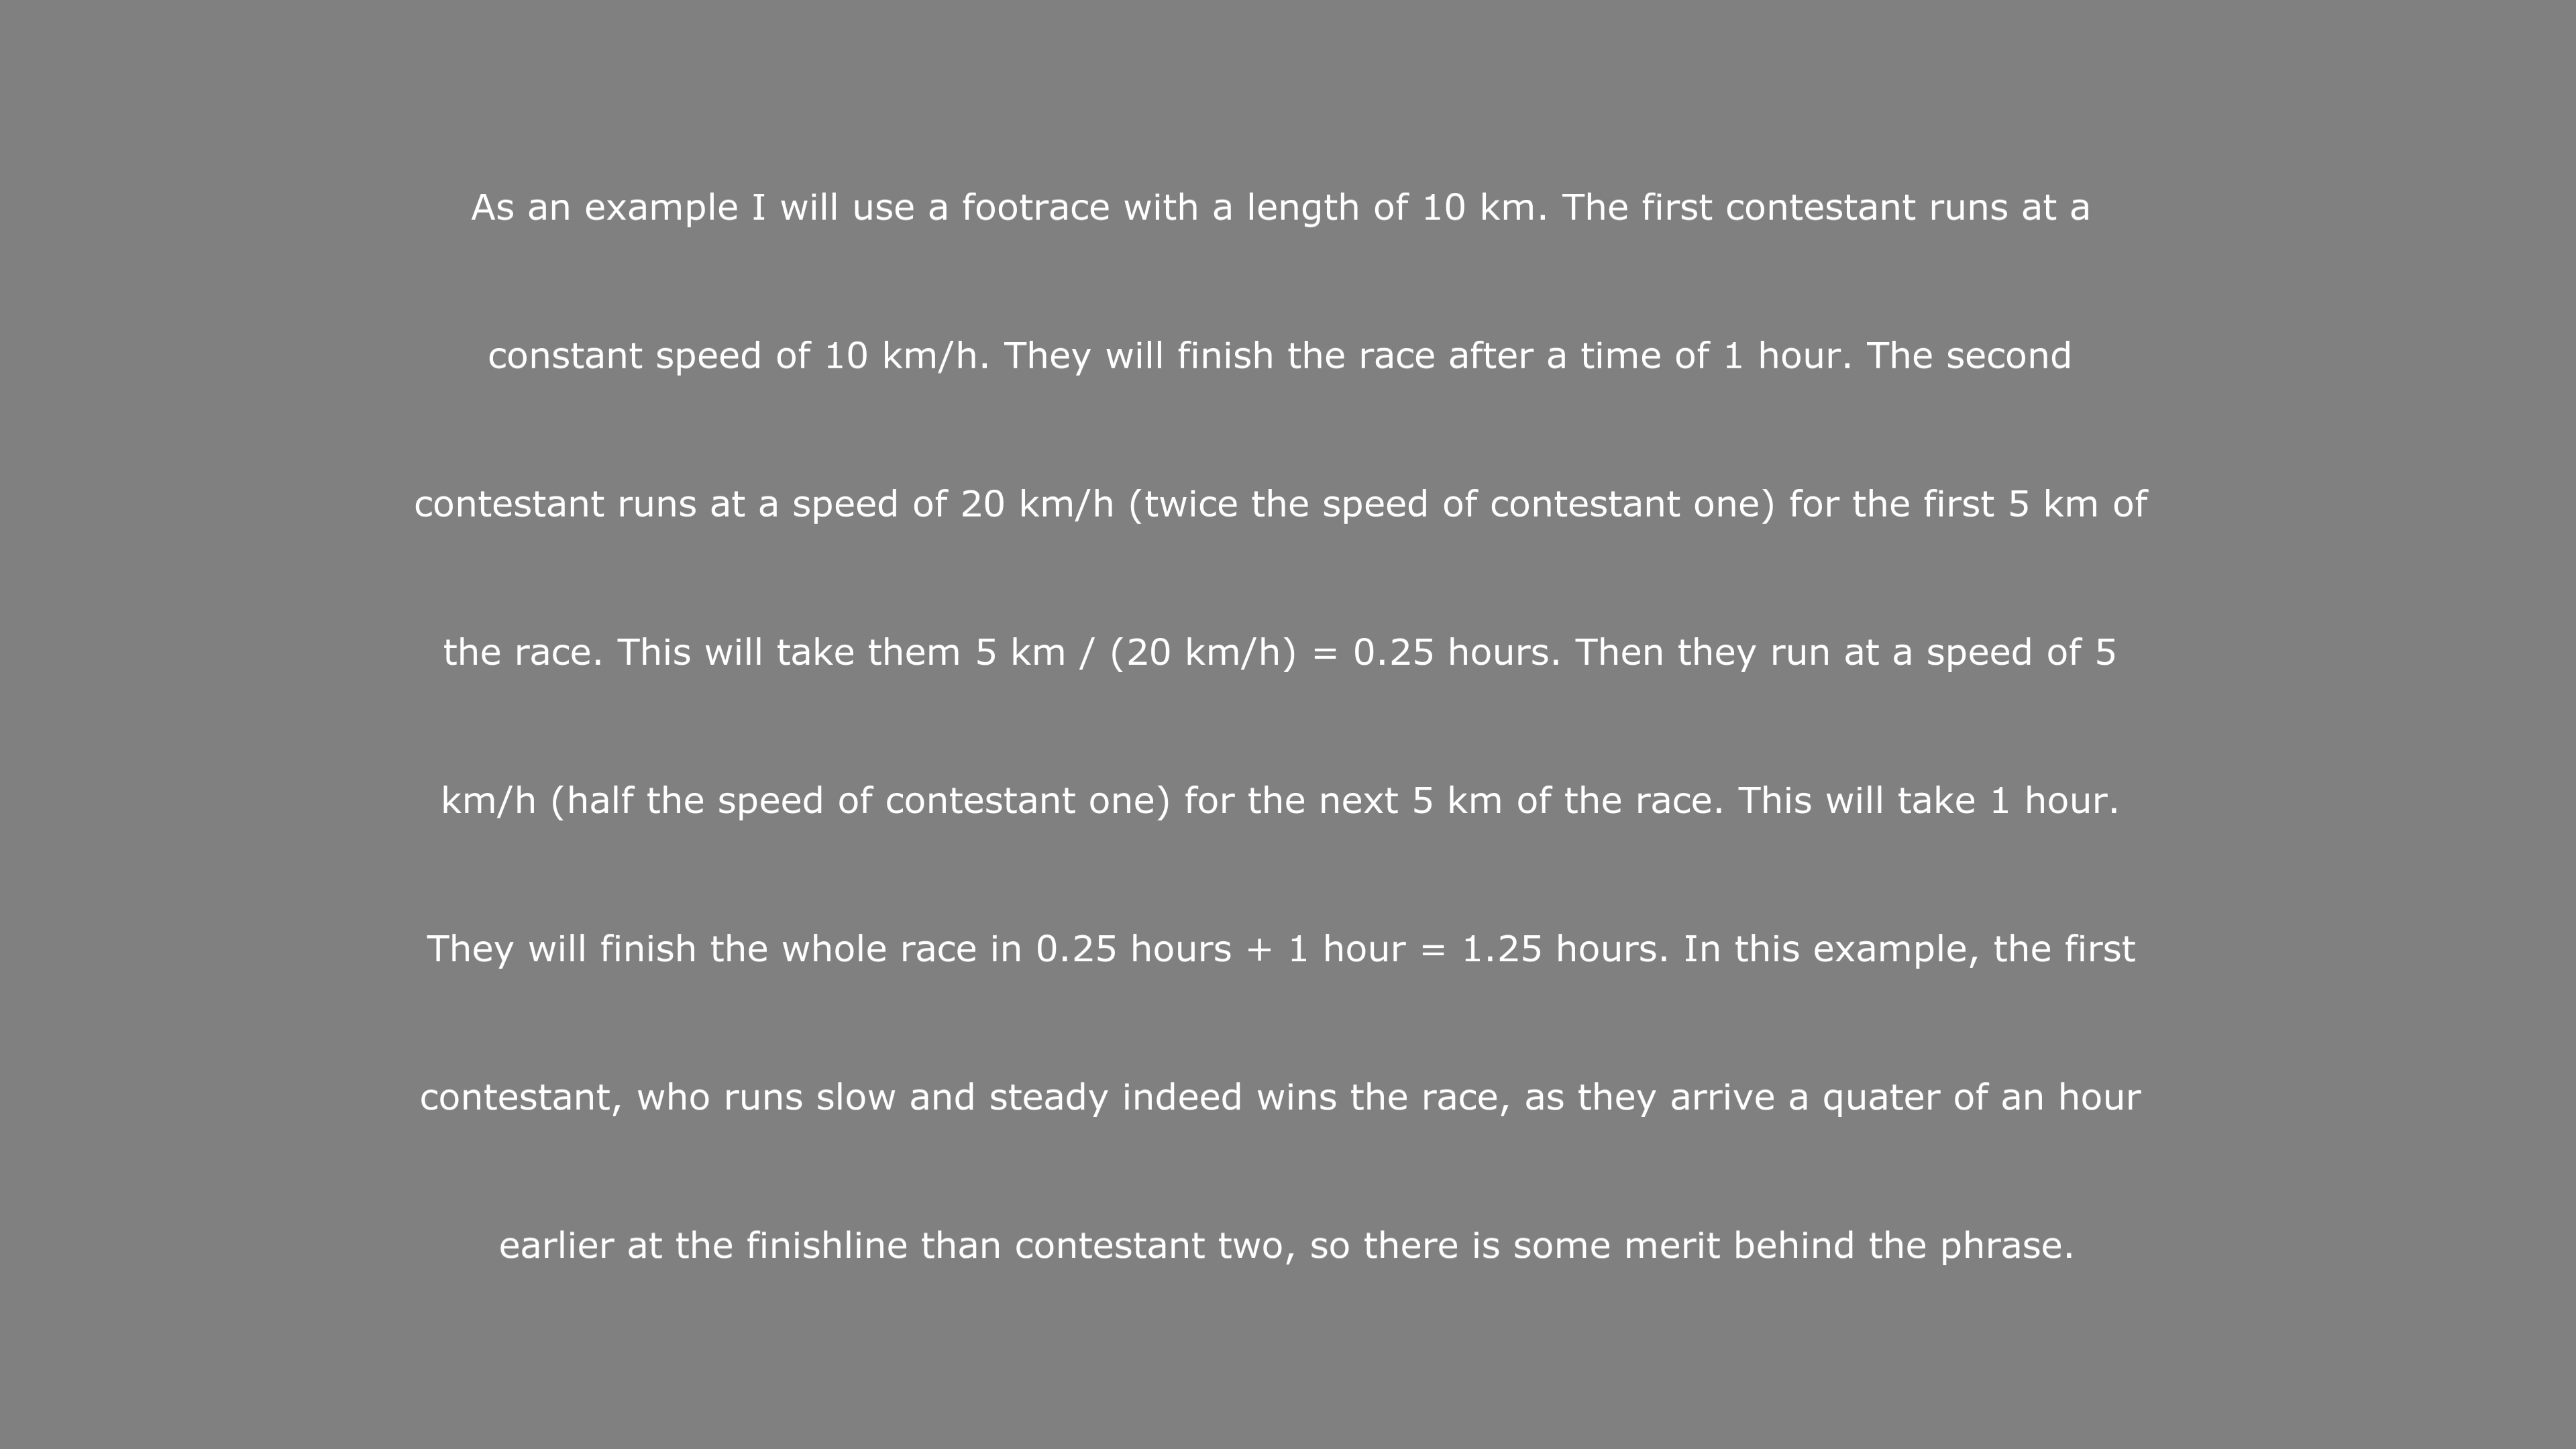 As an example I will use a footrace with a length of 10 km. The first contestant runs at a
constant speed of 10 km/h. They will finish the race after a time of 1 hour. The second
contestant runs at a speed of 20 km/h (twice the speed of contestant one) for the first 5 km of
the race. This will take them 5 km / (20 km/h) = 0.25 hours. Then they run at a speed of 5
km/h (half the speed of contestant one) for the next 5 km of the race. This will take 1 hour.
They will finish the whole race in 0.25 hours + 1 hour = 1.25 hours. In this example, the first
contestant, who runs slow and steady indeed wins the race, as they arrive a quater of an hour
earlier at the finishline than contestant two, so there is some merit behind the phrase.